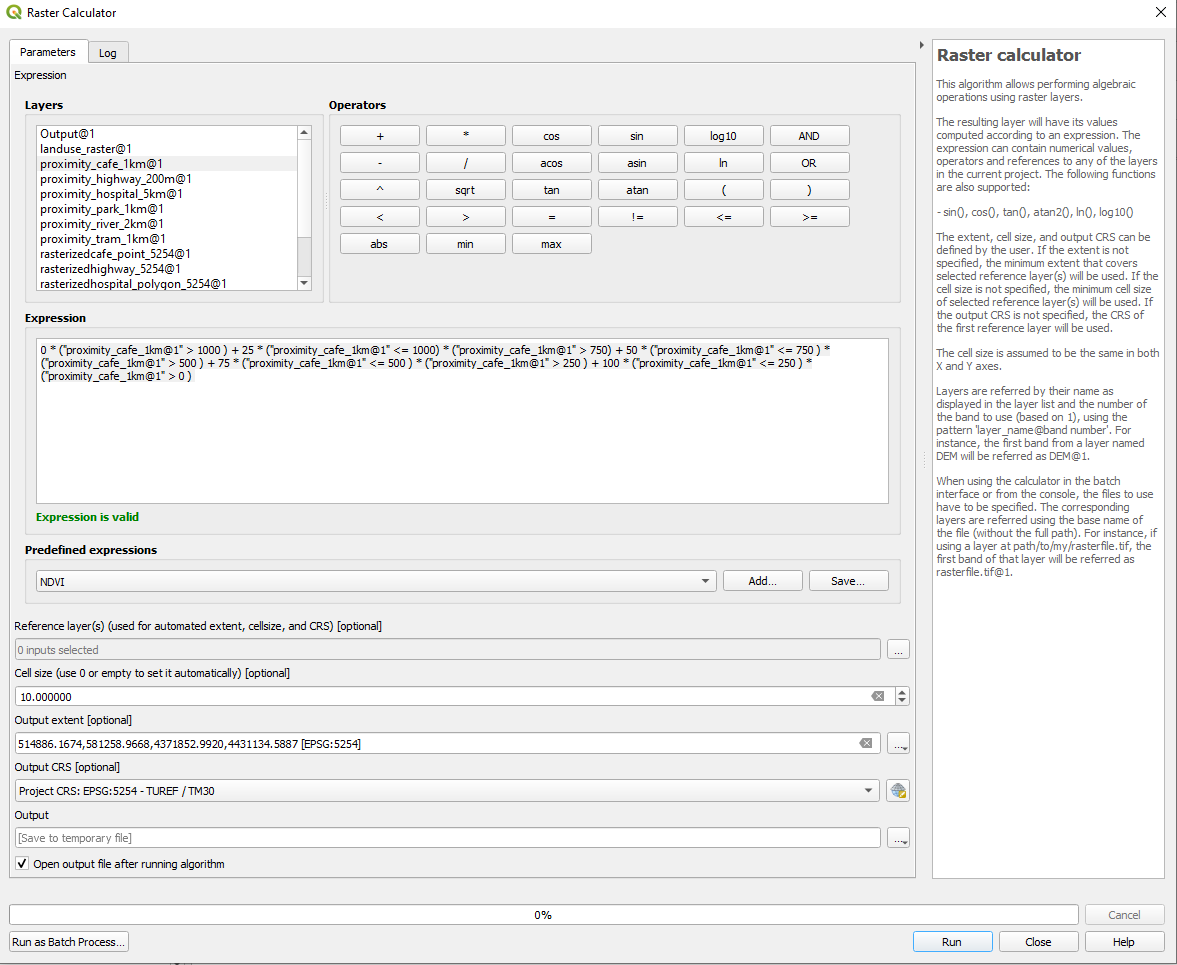 Raster Calculator
Parameters
Log
Expression
Layers
Output@1
landuse_raster@1
proximity_cafe_1km@1
proximity_highway_200m@1
proximity_hospital_5km@1
proximity_park_1km@1
proximity_river_2km@1
proximity_tram_1km@1
rasterizedcafe_point_5254@1
rasterizedhighway_5254@1
rasterizedhospital_polygon_5254@1
Operators
+ * cos sin log10 AND
- / acos asin ln OR
^ sqrt tan atan ( )
< > = != <= >=
abs min max
Expression
0 * ("proximity_cafe_1km@1" > 1000 ) + 25 * ("proximity_cafe_1km@1" <= 1000) * ("proximity_cafe_1km@1" > 750) + 50 * ("proximity_cafe_1km@1" <= 750 ) *
("proximity_cafe_1km@1" > 500 ) + 75 * ("proximity_cafe_1km@1" <= 500 ) * ("proximity_cafe_1km@1" > 250 ) + 100 * ("proximity_cafe_1km@1" <= 250 ) *
("proximity_cafe_1km@1" > 0 )
Expression is valid
Predefined expressions
NDVI
Add...
Save...
Reference layer(s) (used for automated extent, cellsize, and CRS) [optional]
0 inputs selected
...
Cell size (use 0 or empty to set it automatically) [optional]
10.000000
Output extent [optional]
514886.1674,581258.9668,4371852.9920,4431134.5887 [EPSG:5254]
...
Output CRS [optional]
Project CRS: EPSG:5254 - TUREF / TM30
Output
[Save to temporary file]
...
Open output file after running algorithm
Raster calculator
This algorithm allows performing algebraic
operations using raster layers.
The resulting layer will have its values
computed according to an expression. The
expression can contain numerical values,
operators and references to any of the layers
in the current project. The following functions
are also supported:
- sin(), cos(), tan(), atan2(), ln(), log10()
The extent, cell size, and output CRS can be
defined by the user. If the extent is not
specified, the minimum extent that covers
selected reference layer(s) will be used. If the
cell size is not specified, the minimum cell size
of selected reference layer(s) will be used. If
the output CRS is not specified, the CRS of
the first reference layer will be used.
The cell size is assumed to be the same in both
X and Y axes.
Layers are referred by their name as
displayed in the layer list and the number of
the band to use (based on 1), using the
pattern 'layer_name@band number'. For
instance, the first band from a layer named
DEM will be referred as DEM@1.
When using the calculator in the batch
interface or from the console, the files to use
have to be specified. The corresponding
layers are referred using the base name of
the file (without the full path). For instance, if
using a layer at path/to/my/rasterfile.tif, the
first band of that layer will be referred as
rasterfile.tif@1.
0%
Cancel
Run as Batch Process...
Run
Close
Help